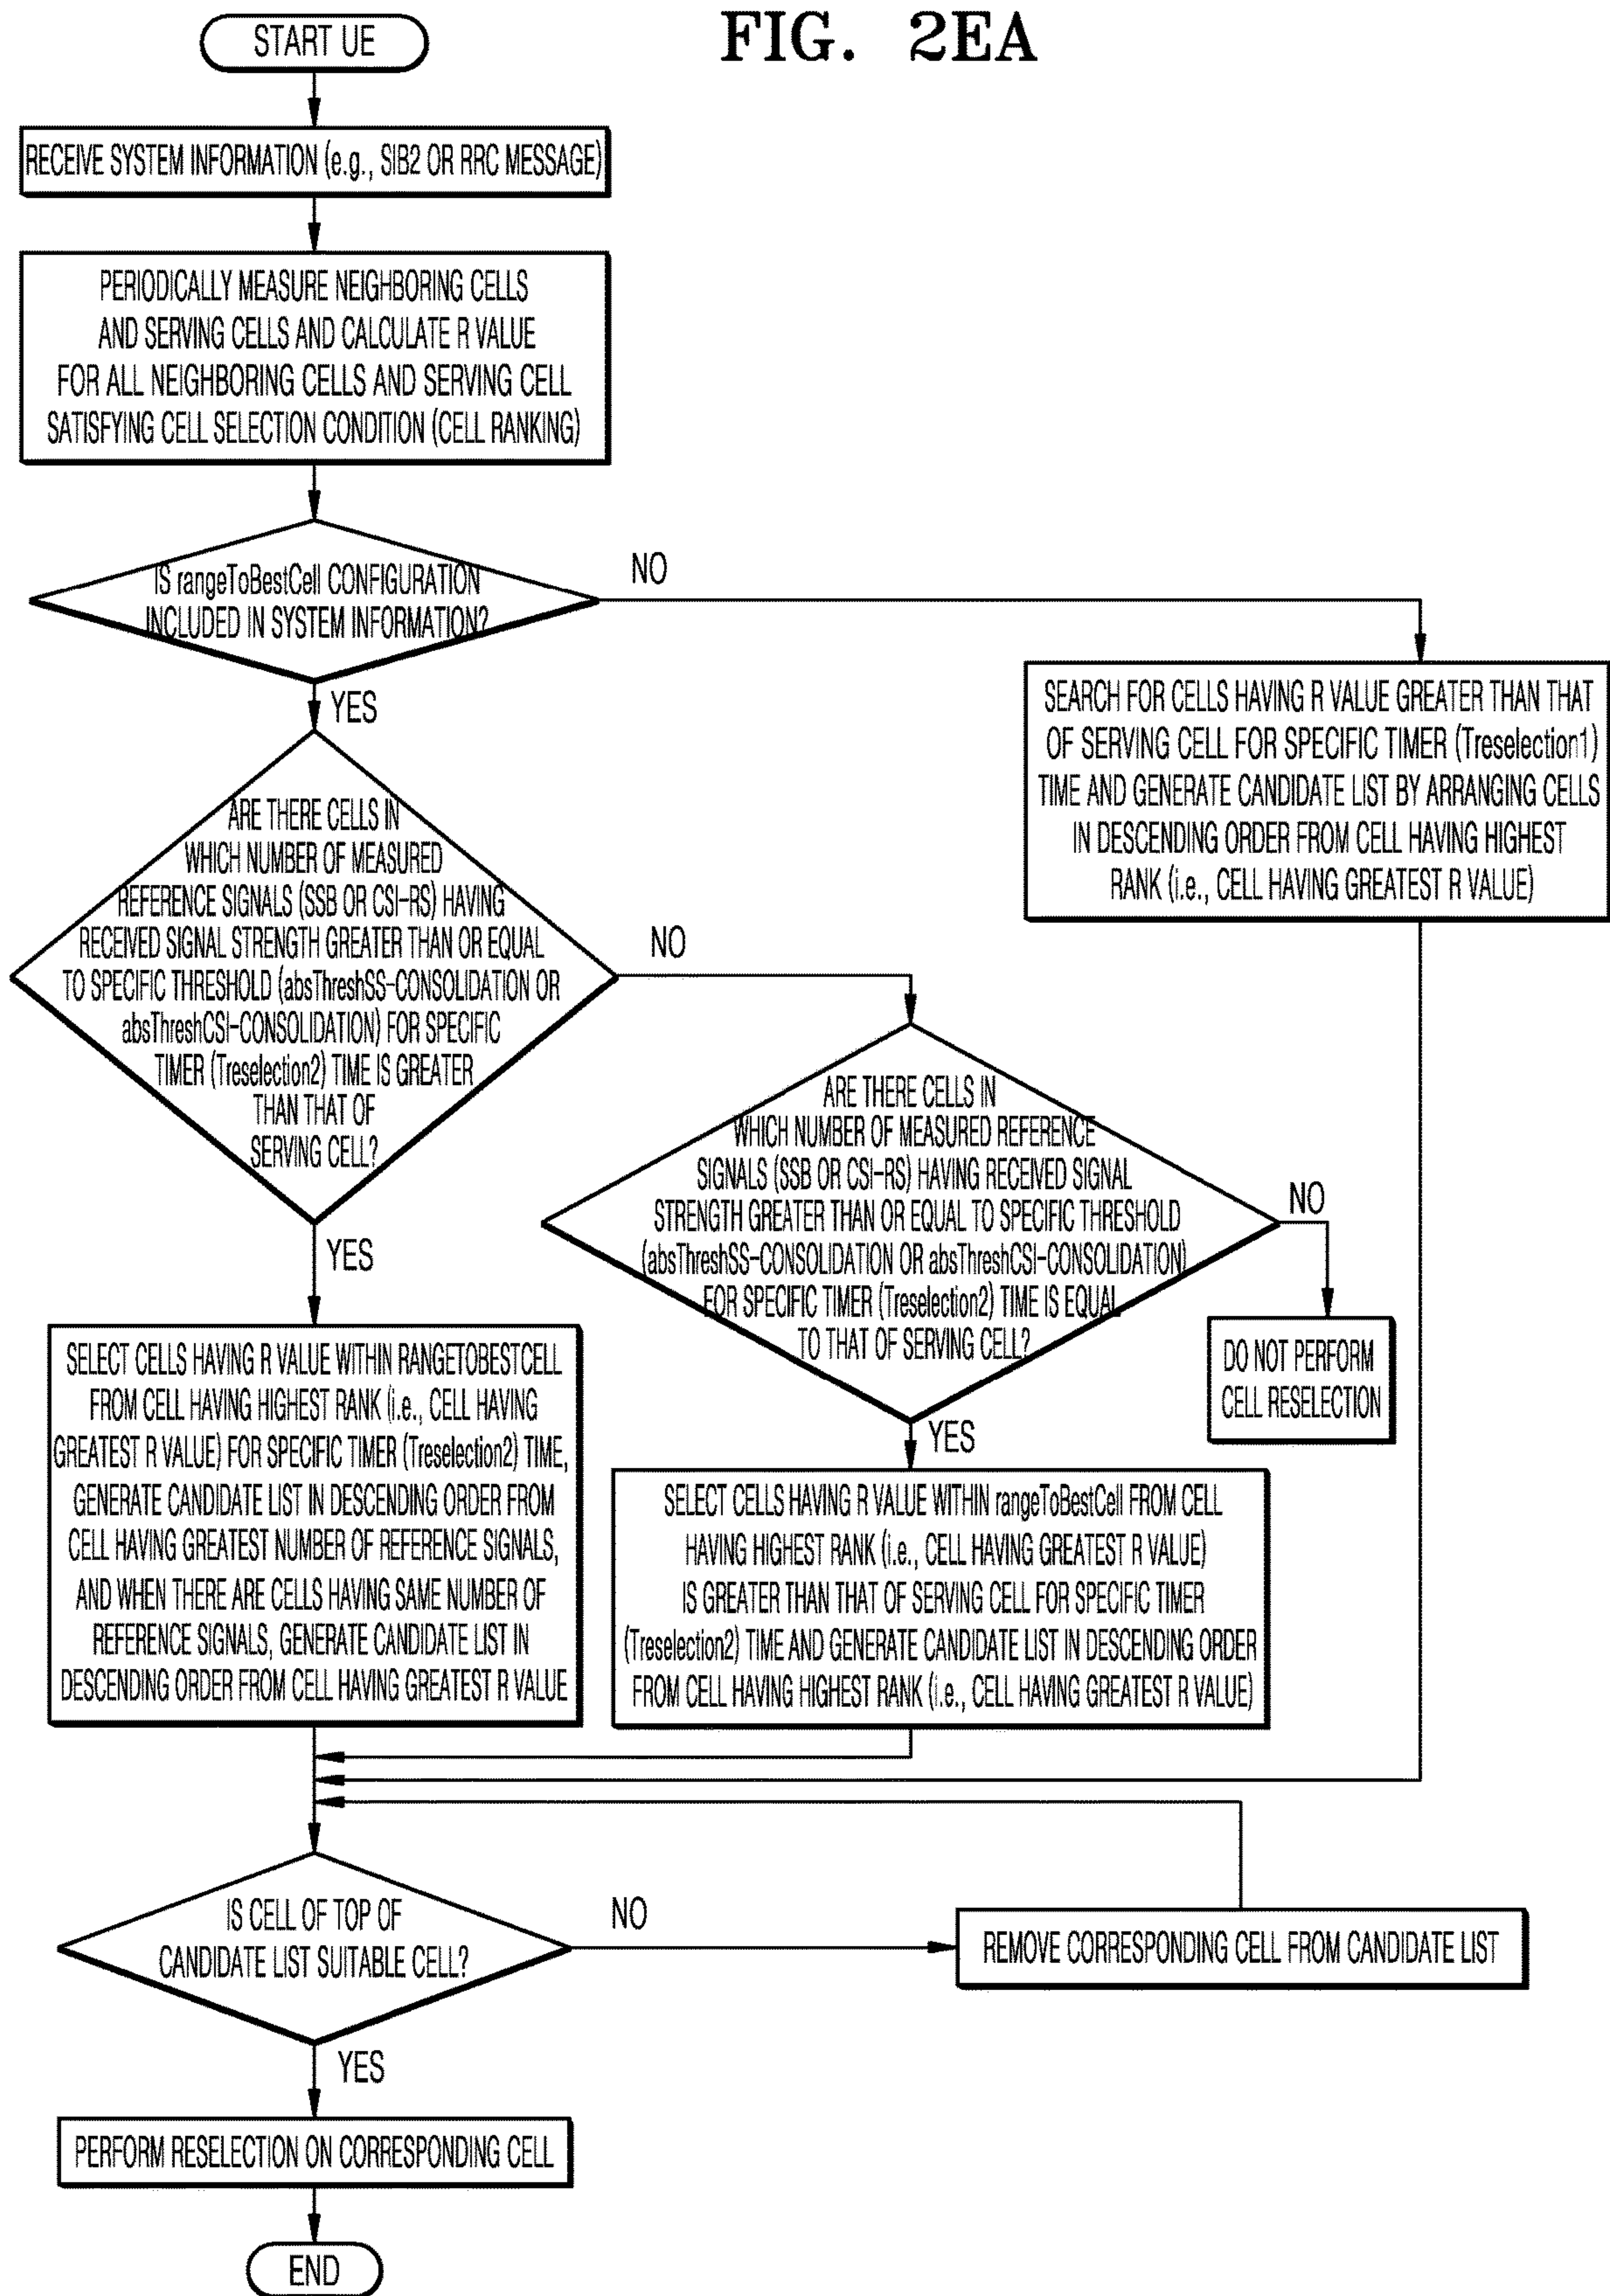 FIG. 2EA
START UE
RECEIVE SYSTEM INFORMATION (e.g., SIB2 OR RRC MESSAGE)
PERIODICALLY MEASURE NEIGHBORING CELLS
AND SERVING CELLS AND CALCULATE R VALUE
FOR ALL NEIGHBORING CELLS AND SERVING CELL
SATISFYING CELL SELECTION CONDITION (CELL RANKING)
IS rangeToBestCell CONFIGURATION
INCLUDED IN SYSTEM INFORMATION?
NO
YES
SEARCH FOR CELLS HAVING R VALUE GREATER THAN THAT
OF SERVING CELL FOR SPECIFIC TIMER (Treselection1)
TIME AND GENERATE CANDIDATE LIST BY ARRANGING CELLS
IN DESCENDING ORDER FROM CELL HAVING HIGHEST
RANK (i.e., CELL HAVING GREATEST R VALUE)
ARE THERE CELLS IN
WHICH NUMBER OF MEASURED
REFERENCE SIGNALS (SSB OR CSI-RS) HAVING
RECEIVED SIGNAL STRENGTH GREATER THAN OR EQUAL
TO SPECIFIC THRESHOLD (absThreshSS-CONSOLIDATION OR
absThreshCSI-CONSOLIDATION) FOR SPECIFIC
TIMER (Treselection2) TIME IS GREATER
THAN THAT OF
SERVING CELL?
NO
YES
ARE THERE CELLS IN
WHICH NUMBER OF MEASURED REFERENCE
SIGNALS (SSB OR CSI-RS) HAVING RECEIVED SIGNAL
STRENGTH GREATER THAN OR EQUAL TO SPECIFIC THRESHOLD
(absThreshSS-CONSOLIDATION OR absThreshCSI-CONSOLIDATION)
FOR SPECIFIC TIMER (Treselection2) TIME IS EQUAL
TO THAT OF SERVING CELL?
NO
YES
DO NOT PERFORM
CELL RESELECTION
SELECT CELLS HAVING R VALUE WITHIN RANGETOBESTCELL
FROM CELL HAVING HIGHEST RANK (i.e., CELL HAVING
GREATEST R VALUE) FOR SPECIFIC TIMER (Treselection2) TIME,
GENERATE CANDIDATE LIST IN DESCENDING ORDER FROM
CELL HAVING GREATEST NUMBER OF REFERENCE SIGNALS,
AND WHEN THERE ARE CELLS HAVING SAME NUMBER OF
REFERENCE SIGNALS, GENERATE CANDIDATE LIST IN
DESCENDING ORDER FROM CELL HAVING GREATEST R VALUE
SELECT CELLS HAVING R VALUE WITHIN rangeToBestCell FROM CELL
HAVING HIGHEST RANK (i.e., CELL HAVING GREATEST R VALUE)
IS GREATER THAN THAT OF SERVING CELL FOR SPECIFIC TIMER
(Treselection2) TIME AND GENERATE CANDIDATE LIST IN DESCENDING ORDER
FROM CELL HAVING HIGHEST RANK (i.e., CELL HAVING GREATEST R VALUE)
IS CELL OF TOP OF
CANDIDATE LIST SUITABLE CELL?
NO
REMOVE CORRESPONDING CELL FROM CANDIDATE LIST
YES
PERFORM RESELECTION ON CORRESPONDING CELL
END